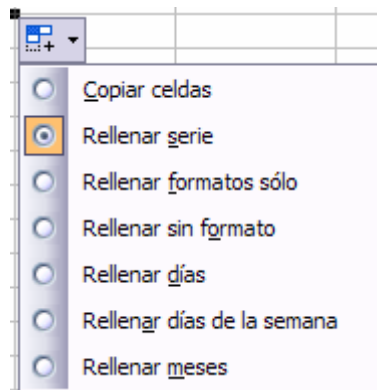 Copiar celdas
Rellenar serie
Rellenar formatos sólo
Rellenar sin formato
Rellenar días
Rellenar días de la semana
Rellenar meses